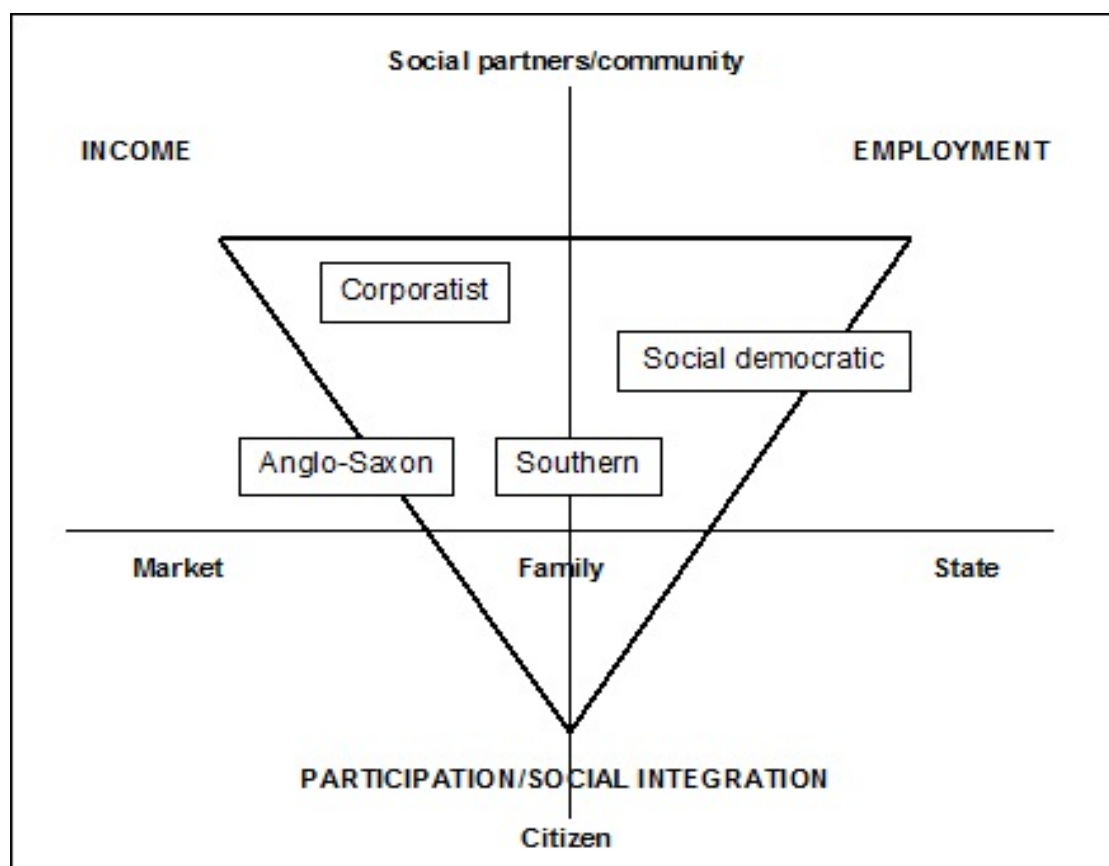 Social partners/community
INCOME
EMPLOYMENT
Corporatist
Social democratic
Anglo-Saxon
Southern
Market
Family
State
PARTICIPATION/SOCIAL INTEGRATION
Citizen